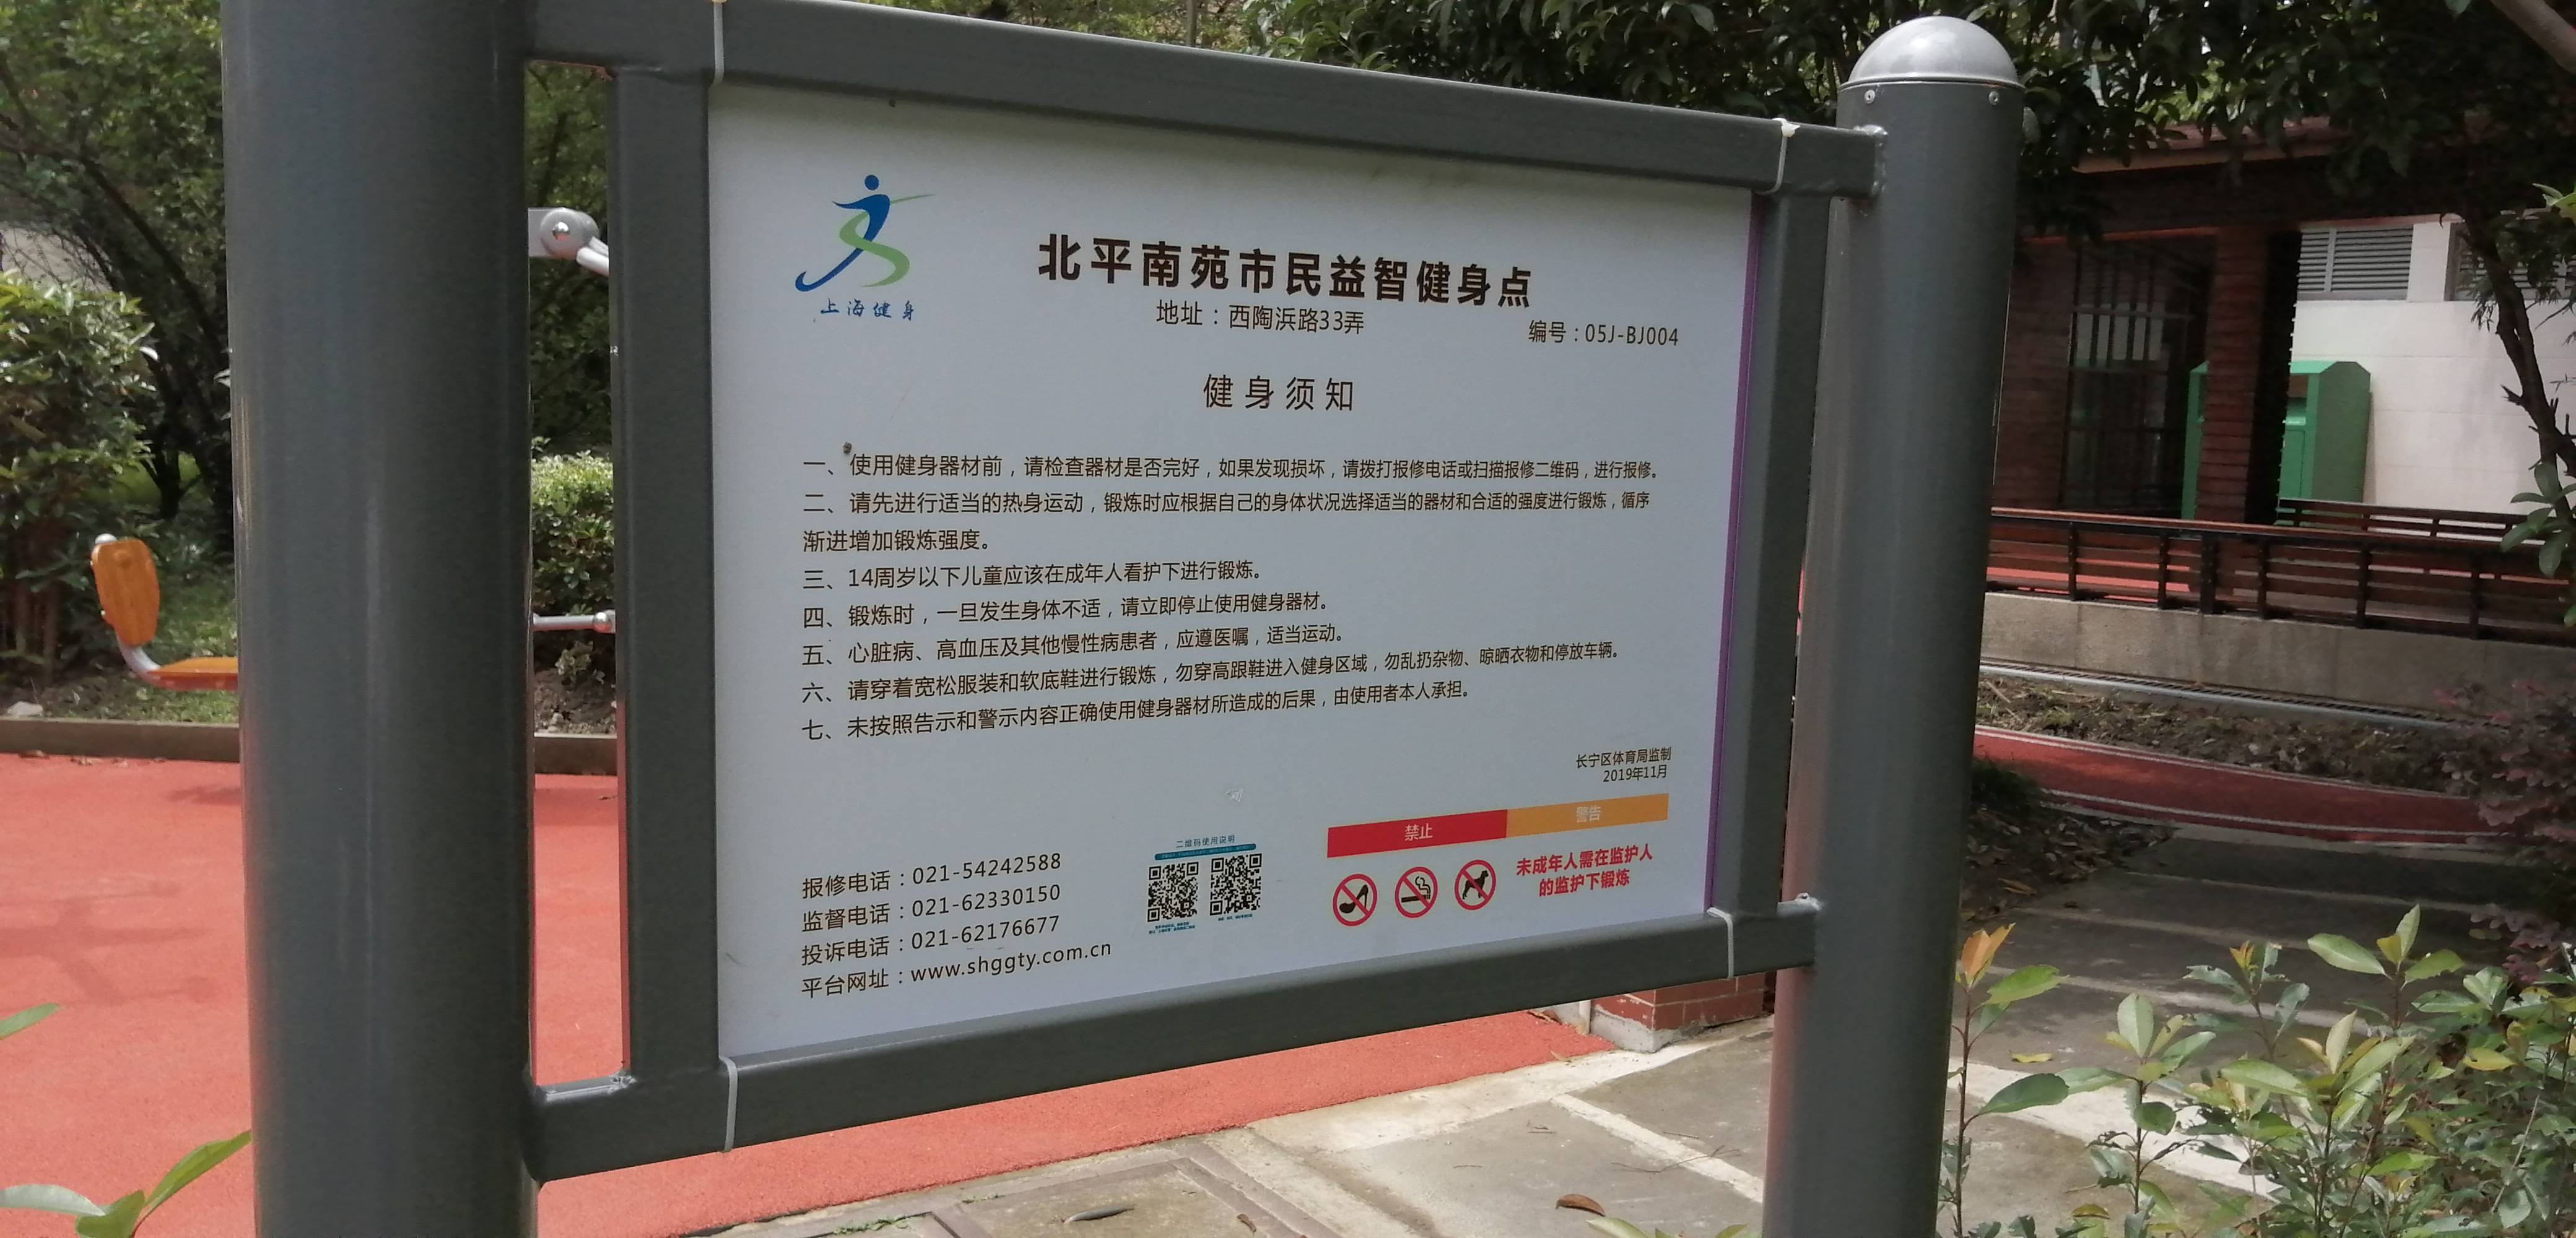 上海健身
北平南苑市民益智健身点
地址：西陶浜路33弄
编号：05J-BJ004
健身须知
一、使用健身器材前，请检查器材是否完好，如果发现损坏，请拨打报修电话或扫描报修二维码，进行报修。
二、请先进行适当的热身运动，锻炼时应根据自己的身体状况选择适当的器材和合适的强度进行锻炼，循序
渐进增加锻炼强度。
三、14周岁以下儿童应该在成年人看护下进行锻炼。
四、锻炼时，一旦发生身体不适，请立即停止使用健身器材。
五、心脏病、高血压及其他慢性病患者，应遵医嘱，适当运动。
六、请穿着宽松服装和软底鞋进行锻炼，勿穿高跟鞋进入健身区域，勿乱扔杂物、晾晒衣物和停放车辆。
七、未按照告示和警示内容正确使用健身器材所造成的后果，由使用者本人承担。
长宁区体育局监制
2019年11月
报修电话：021-54242588
监督电话：021-62330150
投诉电话：021-62176677
平台网址：www.shggty.com.cn
二维码使用说明
禁止
警告
未成年人需在监护人
的监护下锻炼